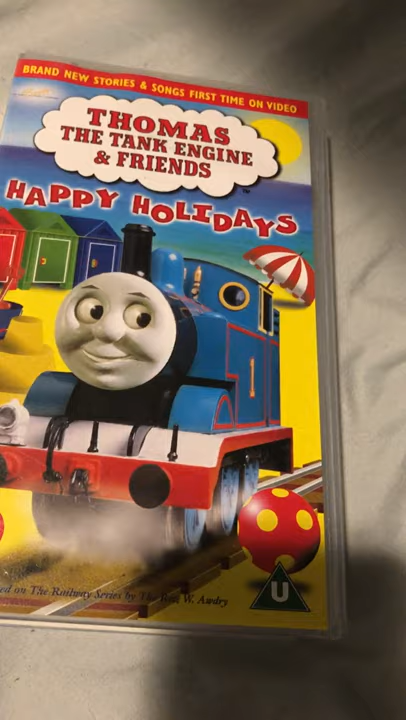 BRAND NEW STORIES & SONGS FIRST TIME ON VIDEO
THOMAS
THE TANK ENGINE
& FRIENDS
TM
HAPPY HOLIDAYS
1
on The Railway Series by The Rev W. Awdry
U